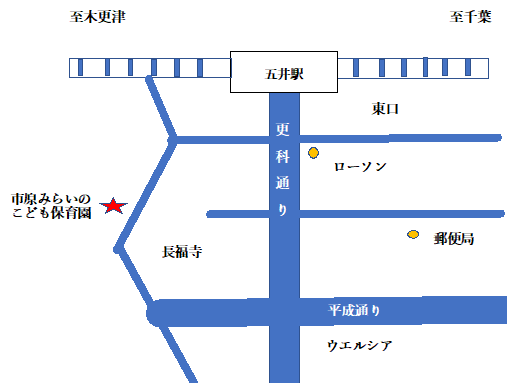 至木更津
至千葉
五井駅
東口
更科通り
ローソン
市原みらいの
こども保育園
郵便局
長福寺
平成通り
ウエルシア